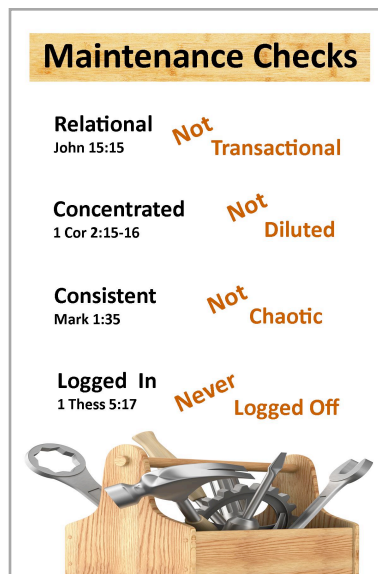 Maintenance Checks
Relational
John 15:15
Not
Transactional
Concentrated
1 Cor 2:15-16
Not
Diluted
Consistent
Mark 1:35
Not
Chaotic
Logged In
1 Thess 5:17
Never
Logged Off